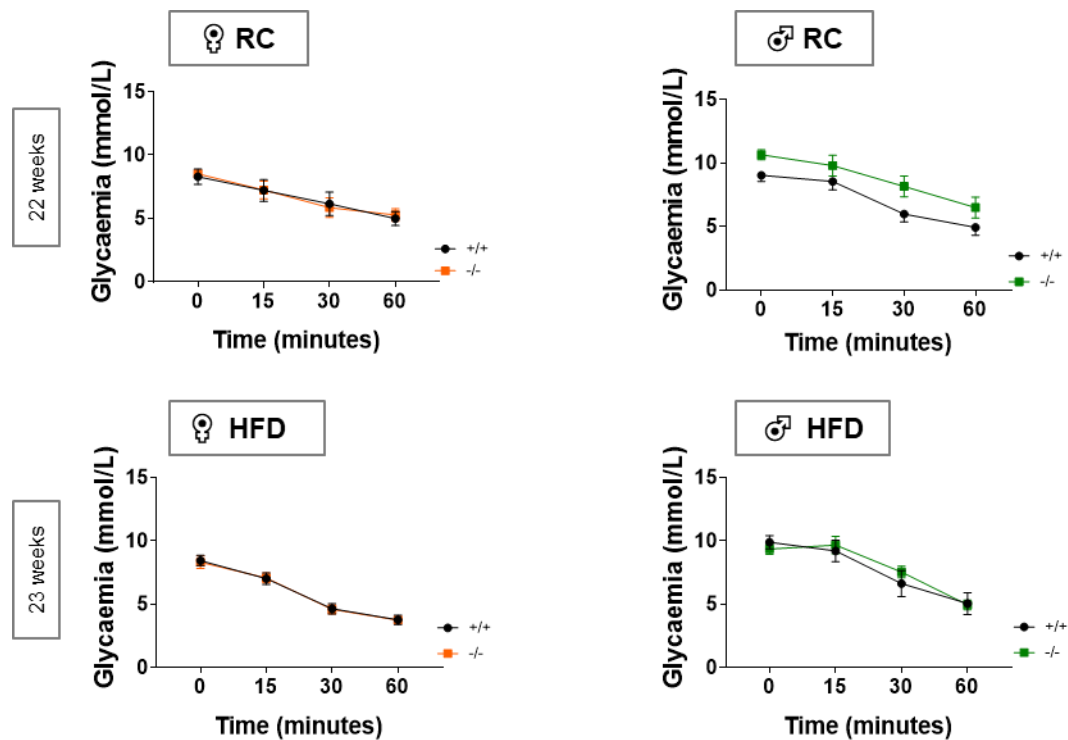 ♀ RC
♂ RC
22 weeks
Glycaemia (mmol/L)
15
10
5
0
0 15 30 60
Time (minutes)
+/+
-/-
Glycaemia (mmol/L)
15
10
5
0
0 15 30 60
Time (minutes)
+/+
-/-
♀ HFD
♂ HFD
23 weeks
Glycaemia (mmol/L)
15
10
5
0
0 15 30 60
Time (minutes)
+/+
-/-
Glycaemia (mmol/L)
15
10
5
0
0 15 30 60
Time (minutes)
+/+
-/-